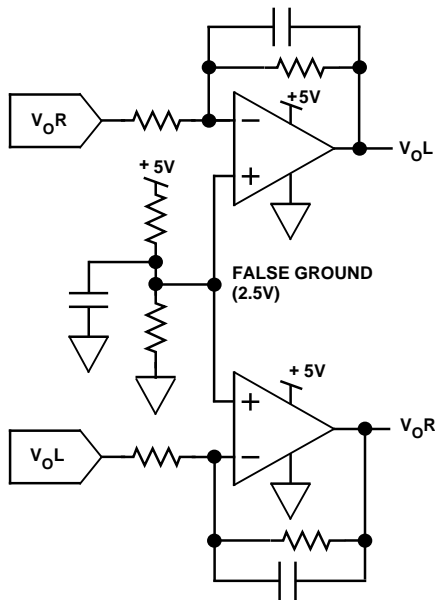 +5V
V_OR
−
V_OL
+ 5V
+
FALSE GROUND
(2.5V)
+ 5V
+
V_OR
V_OL
−